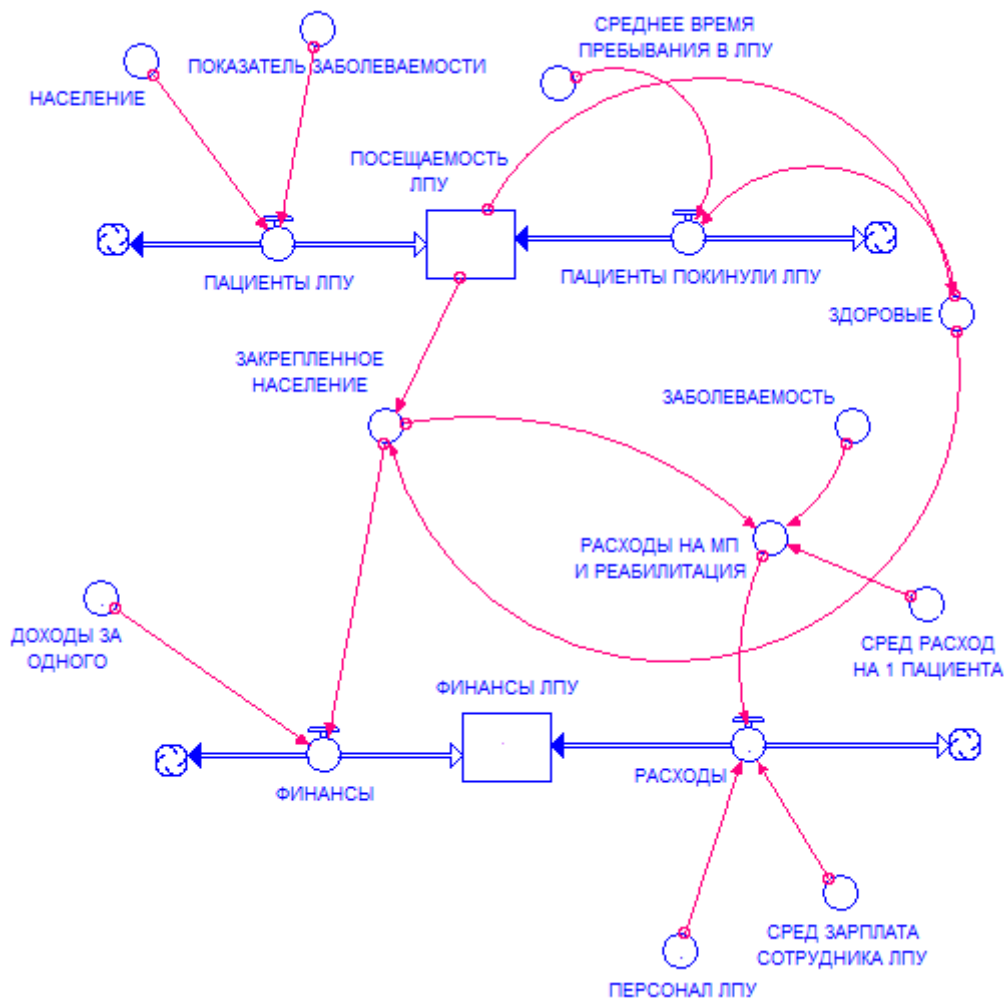 СРЕДНЕЕ ВРЕМЯ
ПРЕБЫВАНИЯ В ЛПУ
ПОКАЗАТЕЛЬ ЗАБОЛЕВАЕМОСТИ
НАСЕЛЕНИЕ
ПОСЕЩАЕМОСТЬ
ЛПУ
ПАЦИЕНТЫ ЛПУ
ПАЦИЕНТЫ ПОКИНУЛИ ЛПУ
ЗДОРОВЫЕ
ЗАКРЕПЛЕННОЕ
НАСЕЛЕНИЕ
ЗАБОЛЕВАЕМОСТЬ
РАСХОДЫ НА МП
И РЕАБИЛИТАЦИЯ
ДОХОДЫ ЗА
ОДНОГО
СРЕД РАСХОД
НА 1 ПАЦИЕНТА
ФИНАНСЫ ЛПУ
ФИНАНСЫ
РАСХОДЫ
СРЕД ЗАРПЛАТА
СОТРУДНИКА ЛПУ
ПЕРСОНАЛ ЛПУ